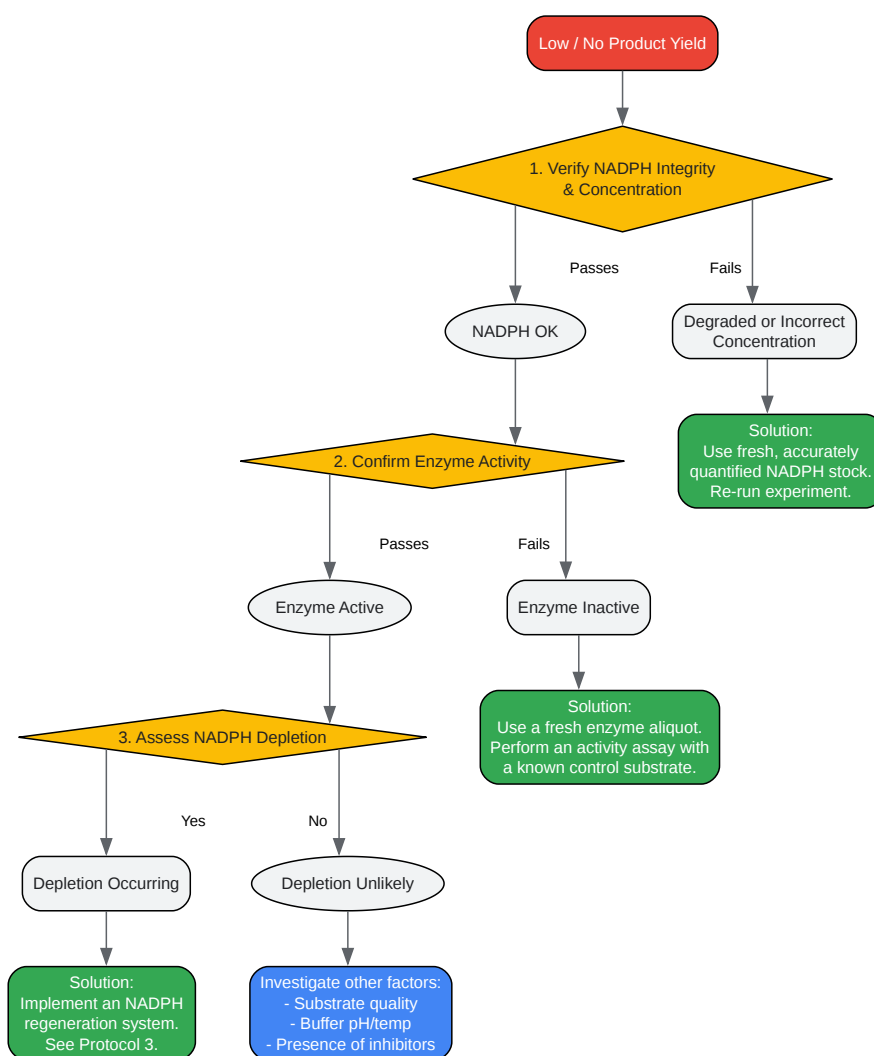 Low / No Product Yield
1. Verify NADPH Integrity
& Concentration
Passes
Fails
NADPH OK
Degraded or Incorrect
Concentration
Solution:
Use fresh, accurately
quantified NADPH stock.
Re-run experiment.
2. Confirm Enzyme Activity
Passes
Fails
Enzyme Active
Enzyme Inactive
Solution:
Use a fresh enzyme aliquot.
Perform an activity assay with
a known control substrate.
3. Assess NADPH Depletion
Yes
No
Depletion Occurring
Depletion Unlikely
Solution:
Implement an NADPH
regeneration system.
See Protocol 3.
Investigate other factors:
- Substrate quality
- Buffer pH/temp
- Presence of inhibitors